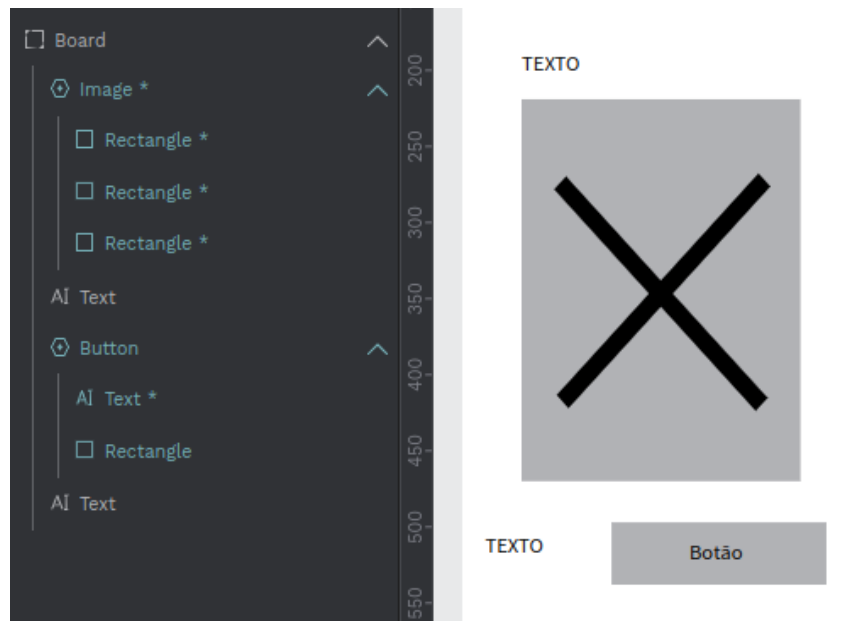 Board
Image *
Rectangle *
Rectangle *
Rectangle *
Text
Button
Text *
Rectangle
Text
200
250
300
350
400
450
500
550
TEXTO
TEXTO
Botão